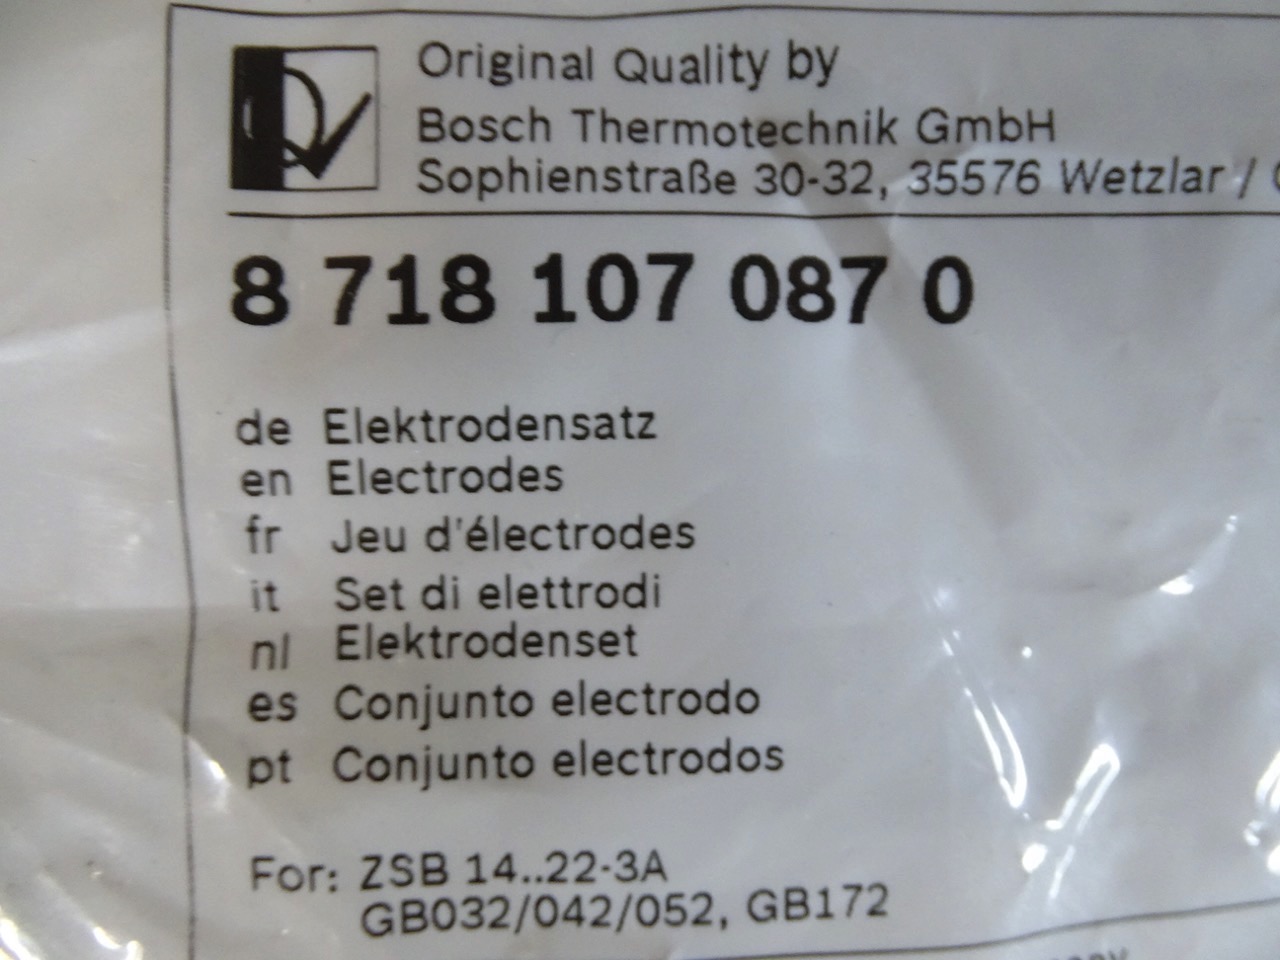 Original Quality by
Bosch Thermotechnik GmbH
Sophienstraße 30-32, 35576 Wetzlar /
8 718 107 087 0
de Elektrodensatz
en Electrodes
fr Jeu d'électrodes
it Set di elettrodi
nl Elektrodenset
es Conjunto electrodo
pt Conjunto electrodos
For: ZSB 14..22-3A
GB032/042/052, GB172